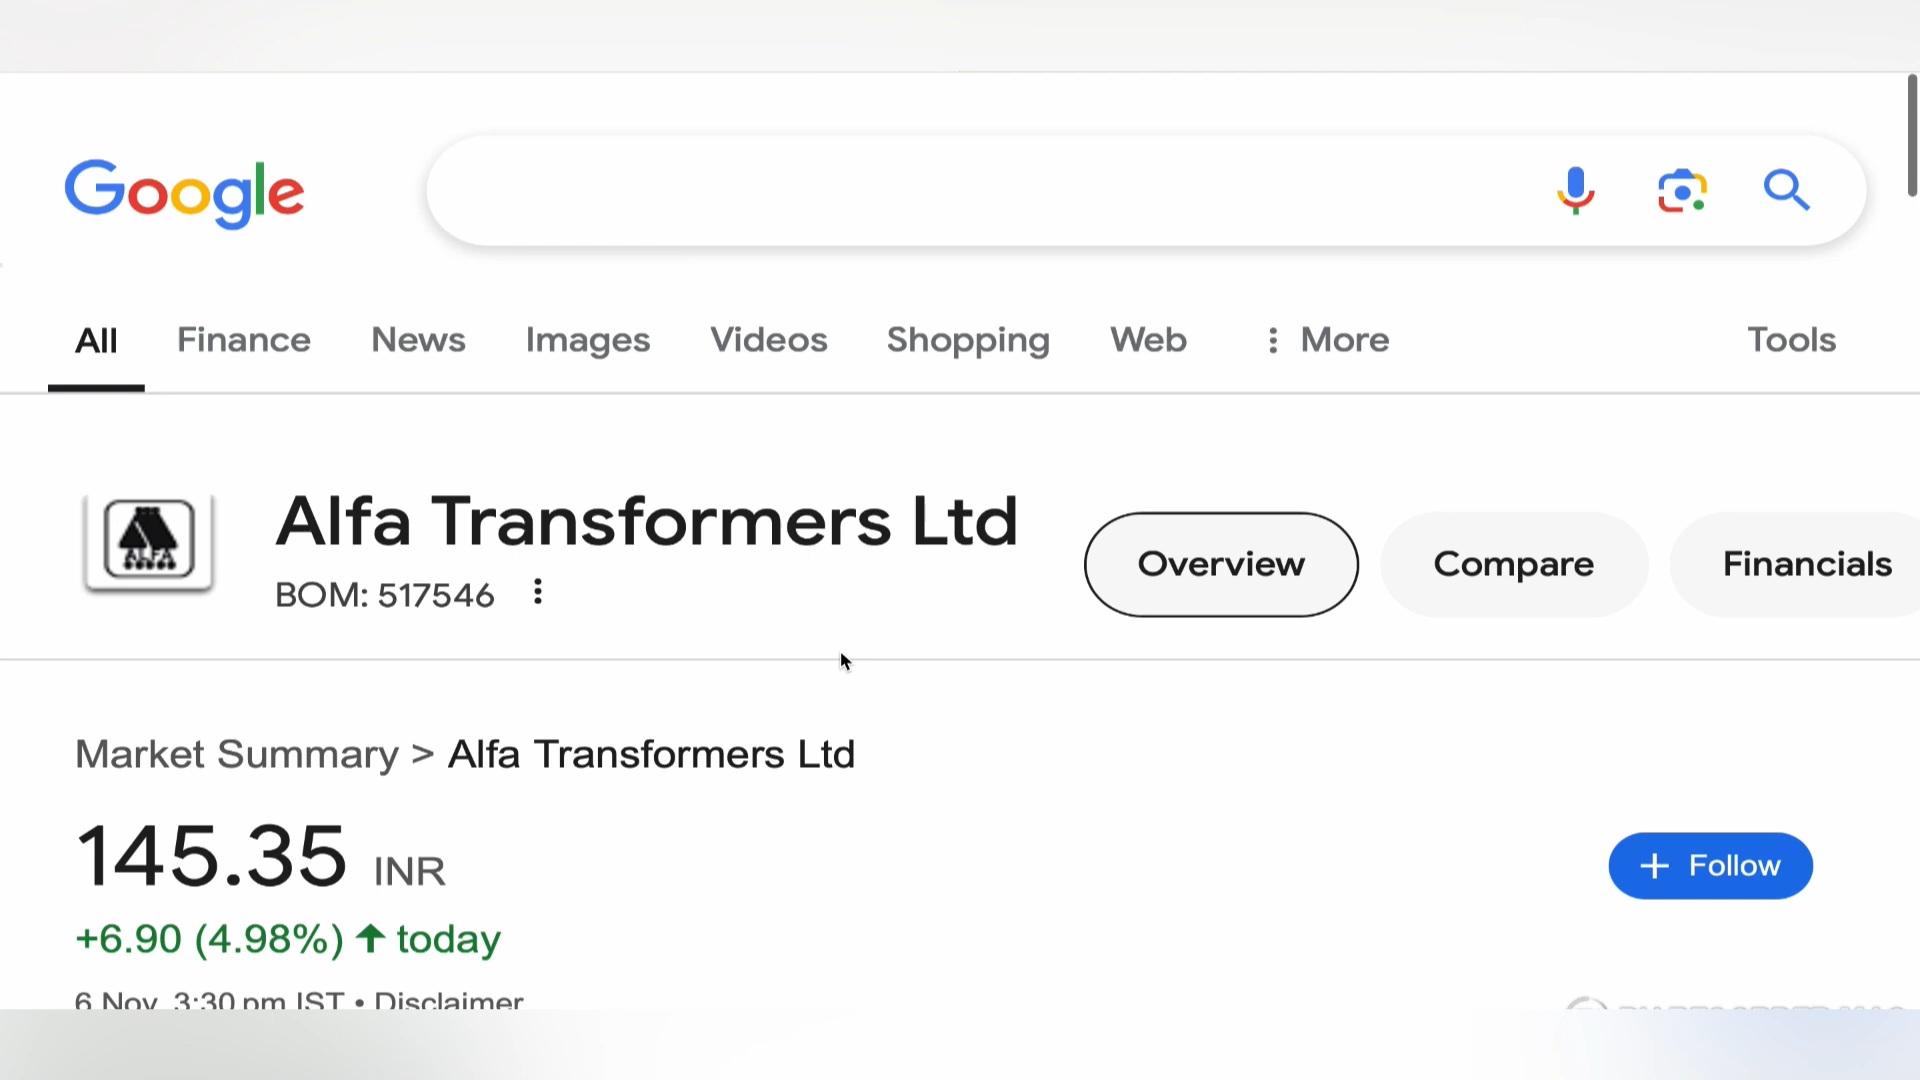 Google
All Finance News Images Videos Shopping Web More Tools
Alfa Transformers Ltd
ALFA
BOM: 517546
Overview Compare Financials
Market Summary > Alfa Transformers Ltd
145.35 INR
+ Follow
+6.90 (4.98%) ↑ today
6 Nov, 3:30 pm IST • Disclaimer